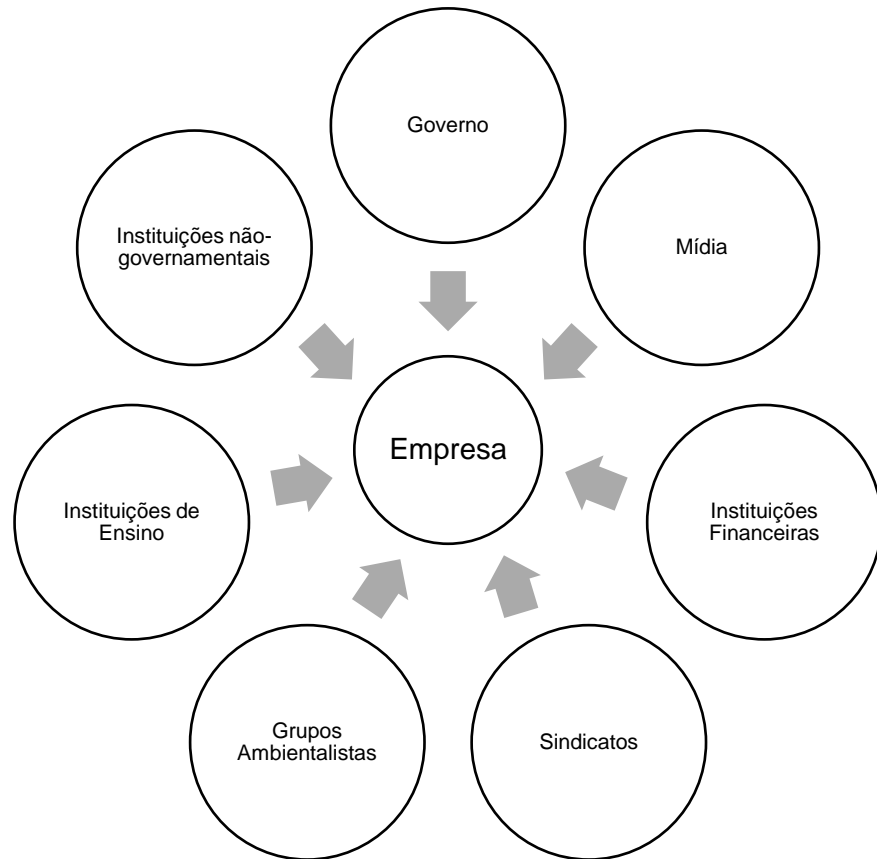 Governo
Instituições não-
governamentais
Mídia
Empresa
Instituições de
Ensino
Instituições
Financeiras
Grupos
Ambientalistas
Sindicatos